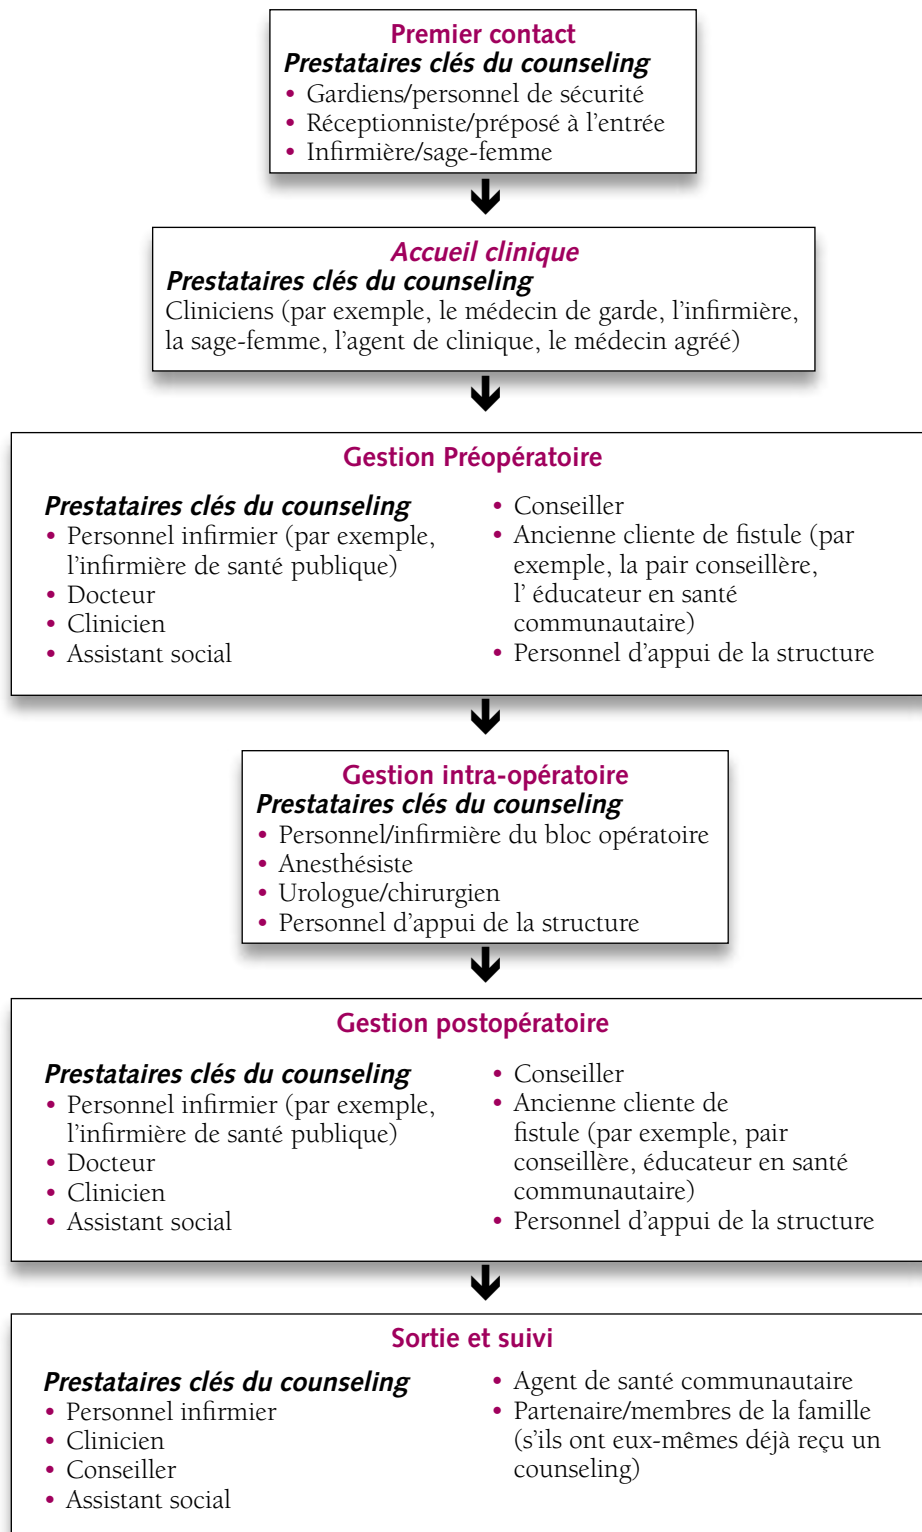 Premier contact
Prestataires clés du counseling
• Gardiens/personnel de sécurité
• Réceptionniste/préposé à l'entrée
• Infirmière/sage-femme
Accueil clinique
Prestataires clés du counseling
Cliniciens (par exemple, le médecin de garde, l'infirmière,
la sage-femme, l'agent de clinique, le médecin agréé)
Gestion Préopératoire
Prestataires clés du counseling
• Personnel infirmier (par exemple,
l'infirmière de santé publique)
• Docteur
• Clinicien
• Assistant social
• Conseiller
• Ancienne cliente de fistule (par
exemple, la pair conseillère,
l' éducateur en santé
communautaire)
• Personnel d'appui de la structure
Gestion intra-opératoire
Prestataires clés du counseling
• Personnel/infirmière du bloc opératoire
• Anesthésiste
• Urologue/chirurgien
• Personnel d'appui de la structure
Gestion postopératoire
Prestataires clés du counseling
• Personnel infirmier (par exemple,
l'infirmière de santé publique)
• Docteur
• Clinicien
• Assistant social
• Conseiller
• Ancienne cliente de
fistule (par exemple, pair
conseillère, éducateur en santé
communautaire)
• Personnel d'appui de la structure
Sortie et suivi
Prestataires clés du counseling
• Personnel infirmier
• Clinicien
• Conseiller
• Assistant social
• Agent de santé communautaire
• Partenaire/membres de la famille
(s'ils ont eux-mêmes déjà reçu un
counseling)